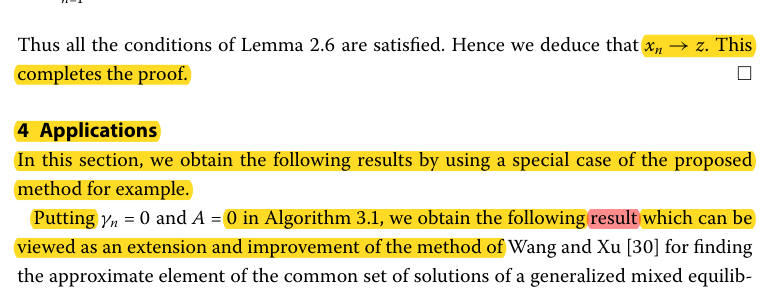 n=1
Thus all the conditions of Lemma 2.6 are satisfied. Hence we deduce that xₙ → z. This
completes the proof. □
4 Applications
In this section, we obtain the following results by using a special case of the proposed
method for example.
Putting γₙ = 0 and A = 0 in Algorithm 3.1, we obtain the following result which can be
viewed as an extension and improvement of the method of Wang and Xu [30] for finding
the approximate element of the common set of solutions of a generalized mixed equilib-